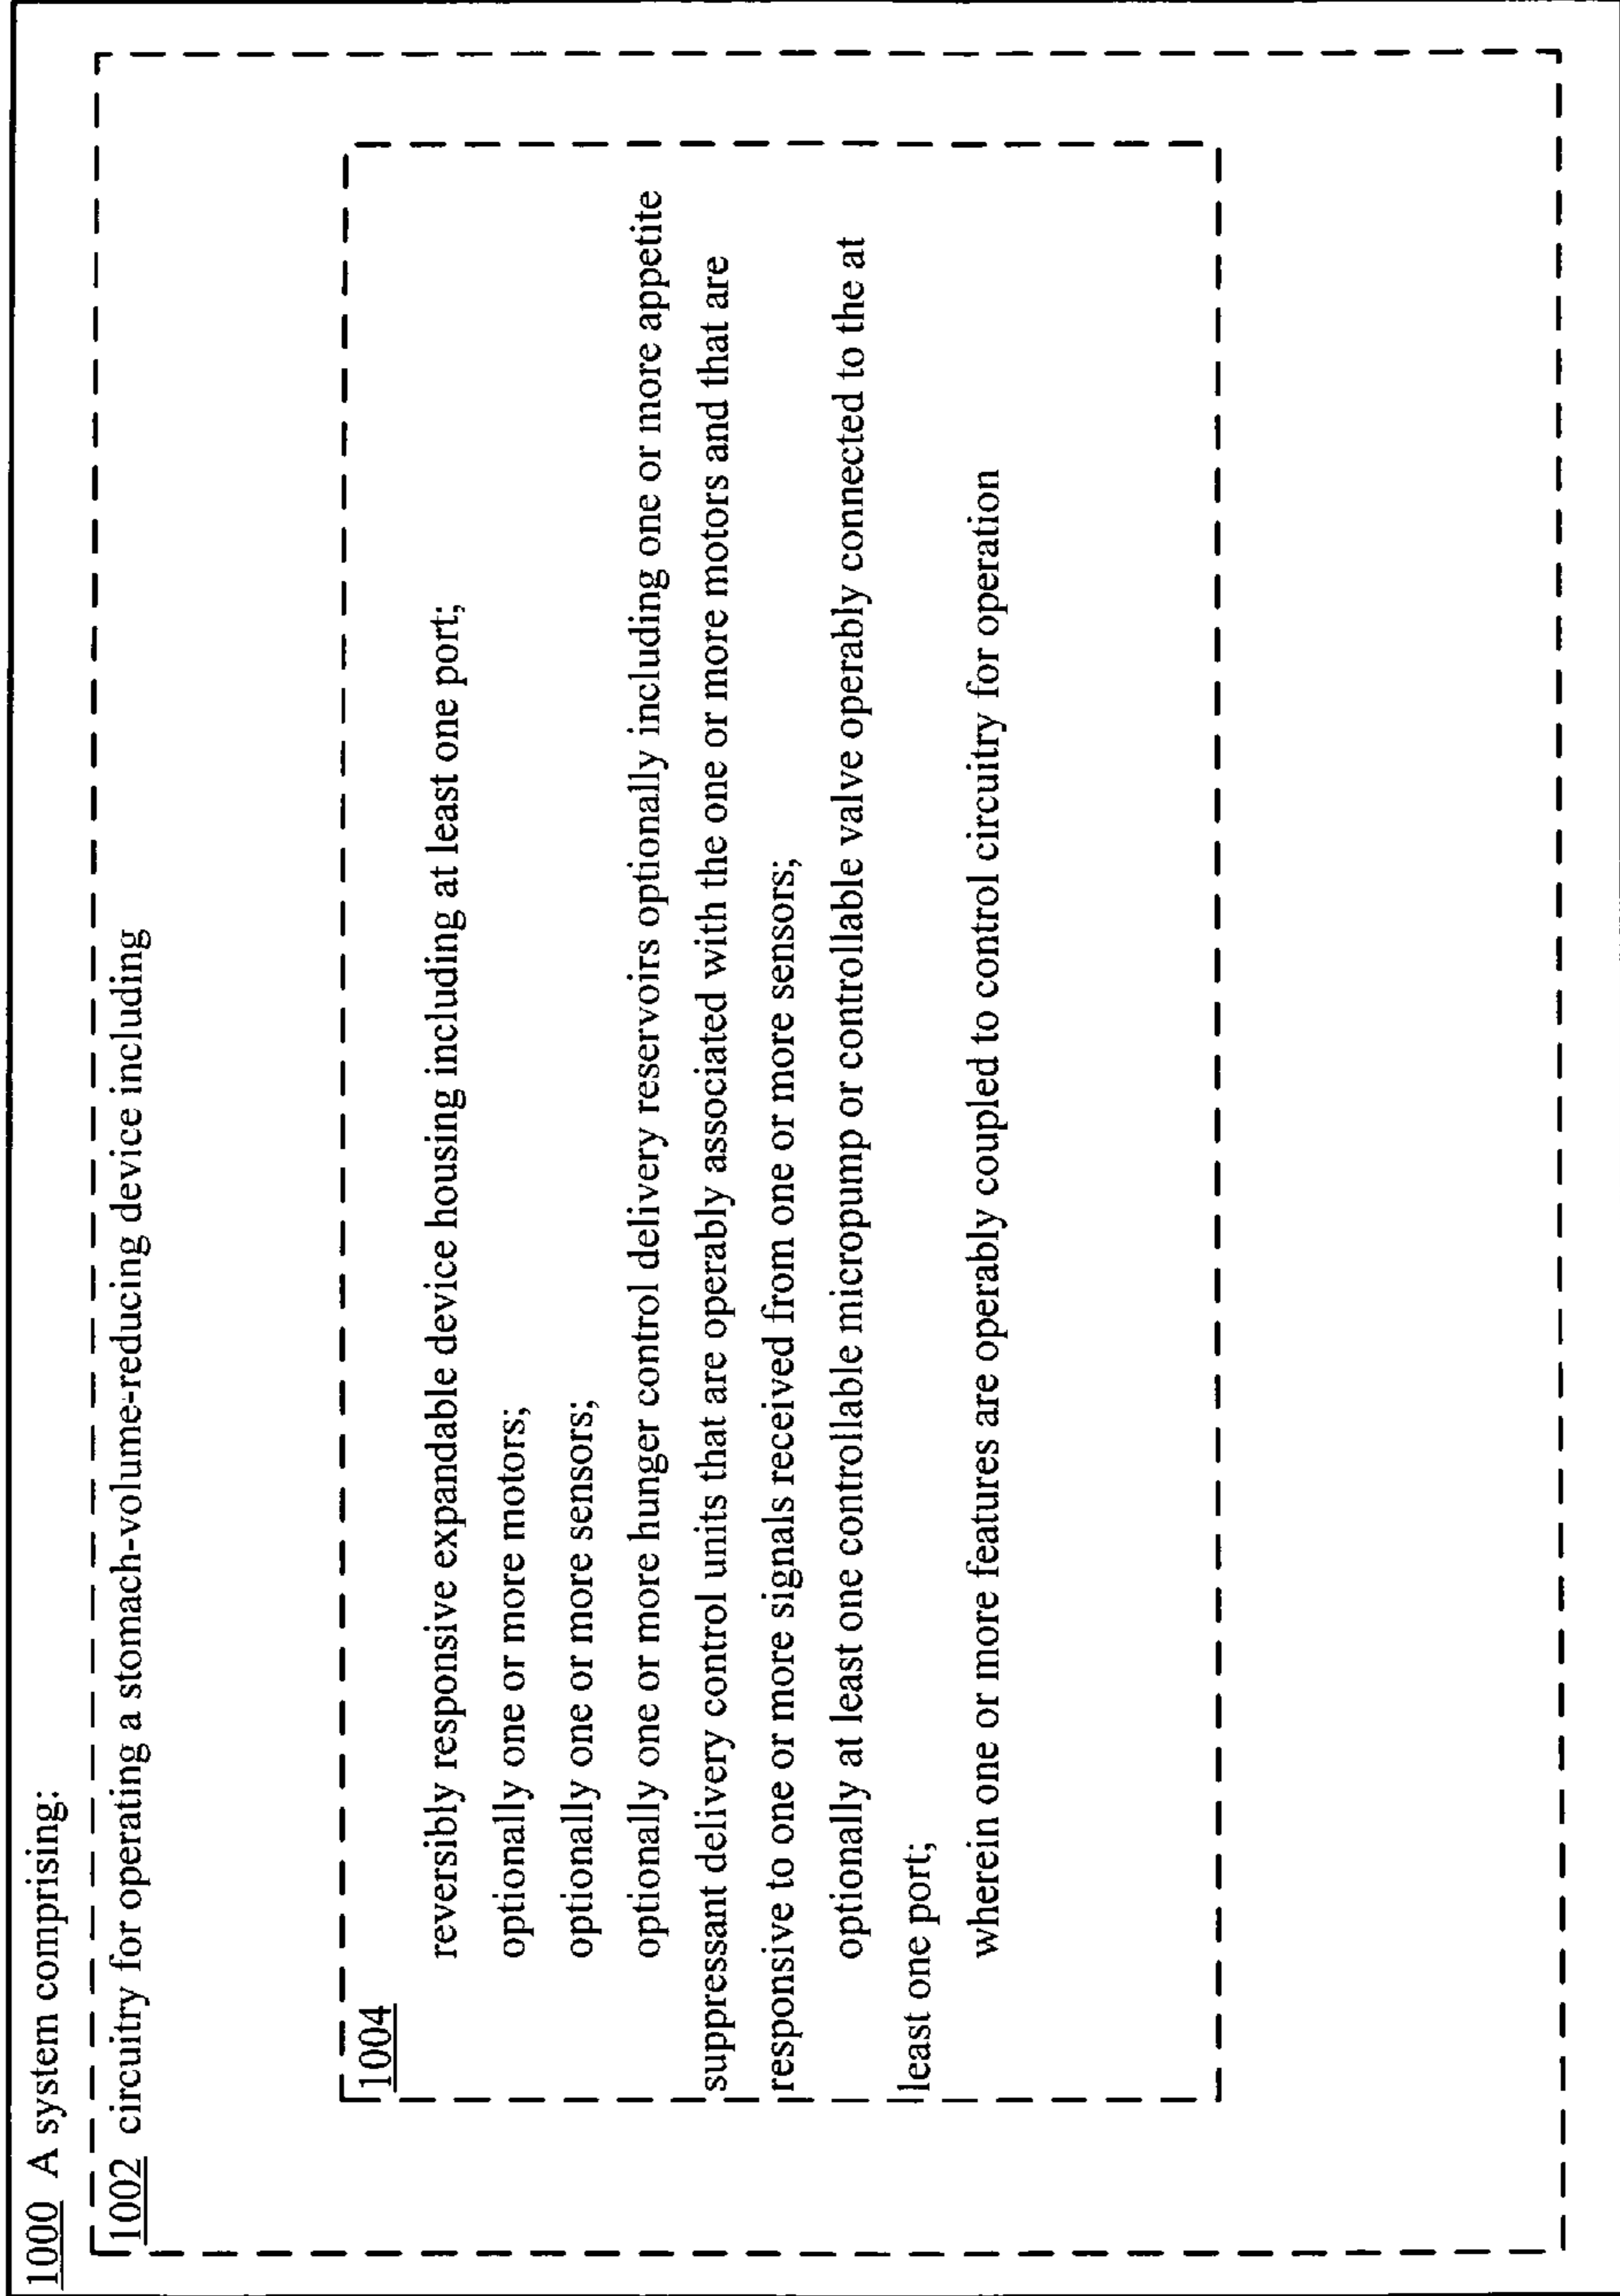 1000 A system comprising:
1002 circuitry for operating a stomach-volume-reducing device including
1004
reversibly responsive expandable device housing including at least one port;
optionally one or more motors;
optionally one or more sensors;
optionally one or more hunger control delivery reservoirs optionally including one or more appetite
suppressant delivery control units that are operably associated with the one or more motors and that are
responsive to one or more signals received from one or more sensors;
optionally at least one controllable micropump or controllable valve operably connected to the at
least one port;
wherein one or more features are operably coupled to control circuitry for operation